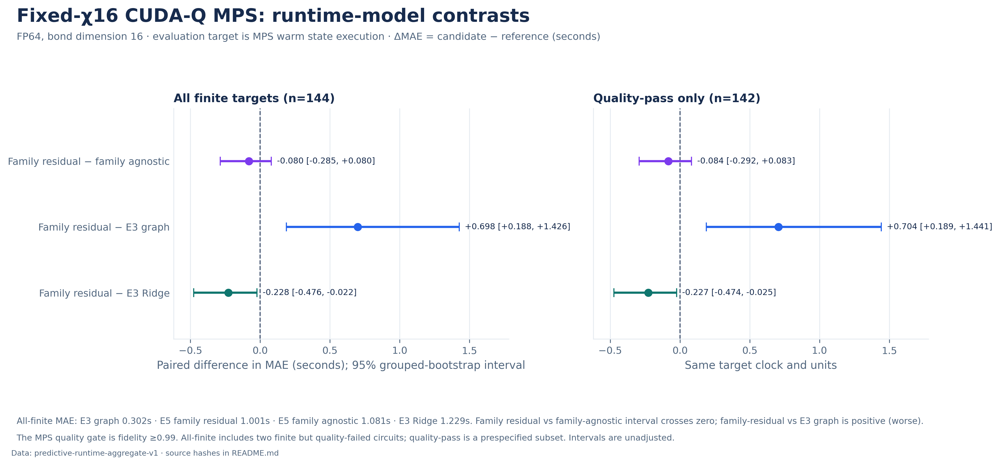 Fixed-χ16 CUDA-Q MPS: runtime-model contrasts
FP64, bond dimension 16 · evaluation target is MPS warm state execution · ΔMAE = candidate − reference (seconds)
All finite targets (n=144)
Family residual − family agnostic
-0.080 [-0.285, +0.080]
Family residual − E3 graph
+0.698 [+0.188, +1.426]
Family residual − E3 Ridge
-0.228 [-0.476, -0.022]
−0.5 0.0 0.5 1.0 1.5
Paired difference in MAE (seconds); 95% grouped-bootstrap interval
Quality-pass only (n=142)
-0.084 [-0.292, +0.083]
+0.704 [+0.189, +1.441]
-0.227 [-0.474, -0.025]
−0.5 0.0 0.5 1.0 1.5
Same target clock and units
All-finite MAE: E3 graph 0.302s · E5 family residual 1.001s · E5 family agnostic 1.081s · E3 Ridge 1.229s. Family residual vs family-agnostic interval crosses zero; family-residual vs E3 graph is positive (worse).
The MPS quality gate is fidelity ≥0.99. All-finite includes two finite but quality-failed circuits; quality-pass is a prespecified subset. Intervals are unadjusted.
Data: predictive-runtime-aggregate-v1 · source hashes in README.md